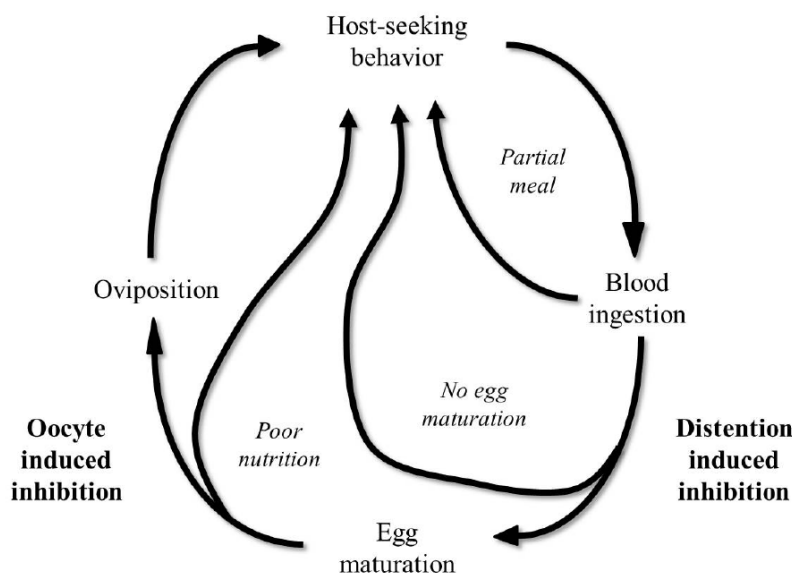 Host-seeking
behavior
Partial
meal
Blood
ingestion
Oviposition
No egg
maturation
Poor
nutrition
Oocyte
induced
inhibition
Distention
induced
inhibition
Egg
maturation